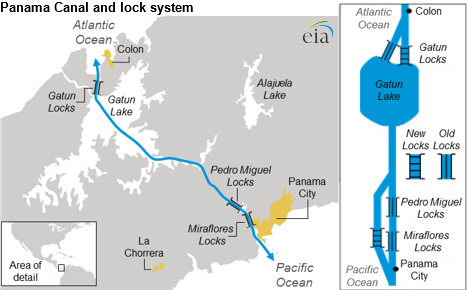 Panama Canal and lock system
Atlantic
Ocean
Colon
eia
Gatun
Locks
Gatun
Lake
Alajuela
Lake
Pedro Miguel
Locks
Panama
City
Miraflores
Locks
La
Chorrera
Area of
detail
Pacific
Ocean
Atlantic
Ocean
Colon
Gatun
Locks
Gatun
Lake
New
Locks
Old
Locks
Pedro Miguel
Locks
Miraflores
Locks
Pacific
Ocean
Panama
City